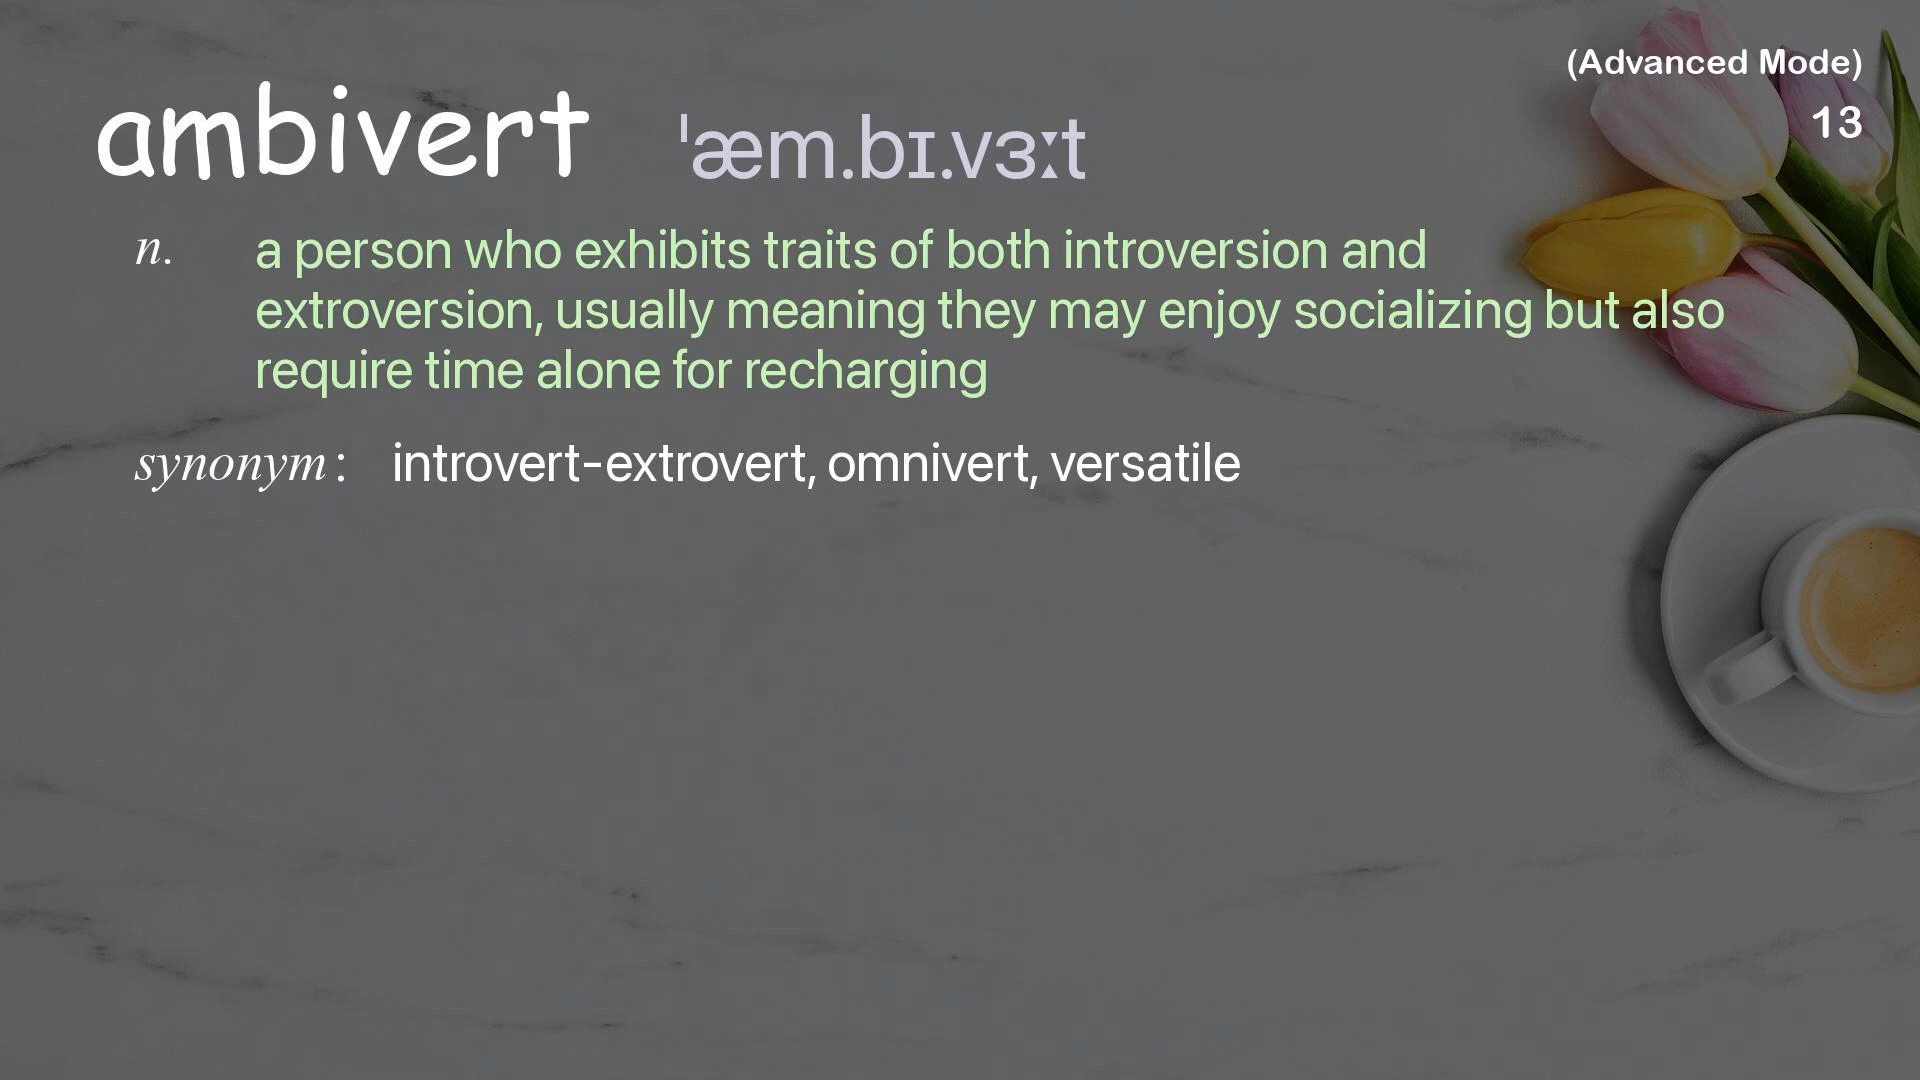 (Advanced Mode)
13
ambivert ˈæm.bɪ.vɜːt
n. a person who exhibits traits of both introversion and
extroversion, usually meaning they may enjoy socializing but also
require time alone for recharging
synonym : introvert-extrovert, omnivert, versatile